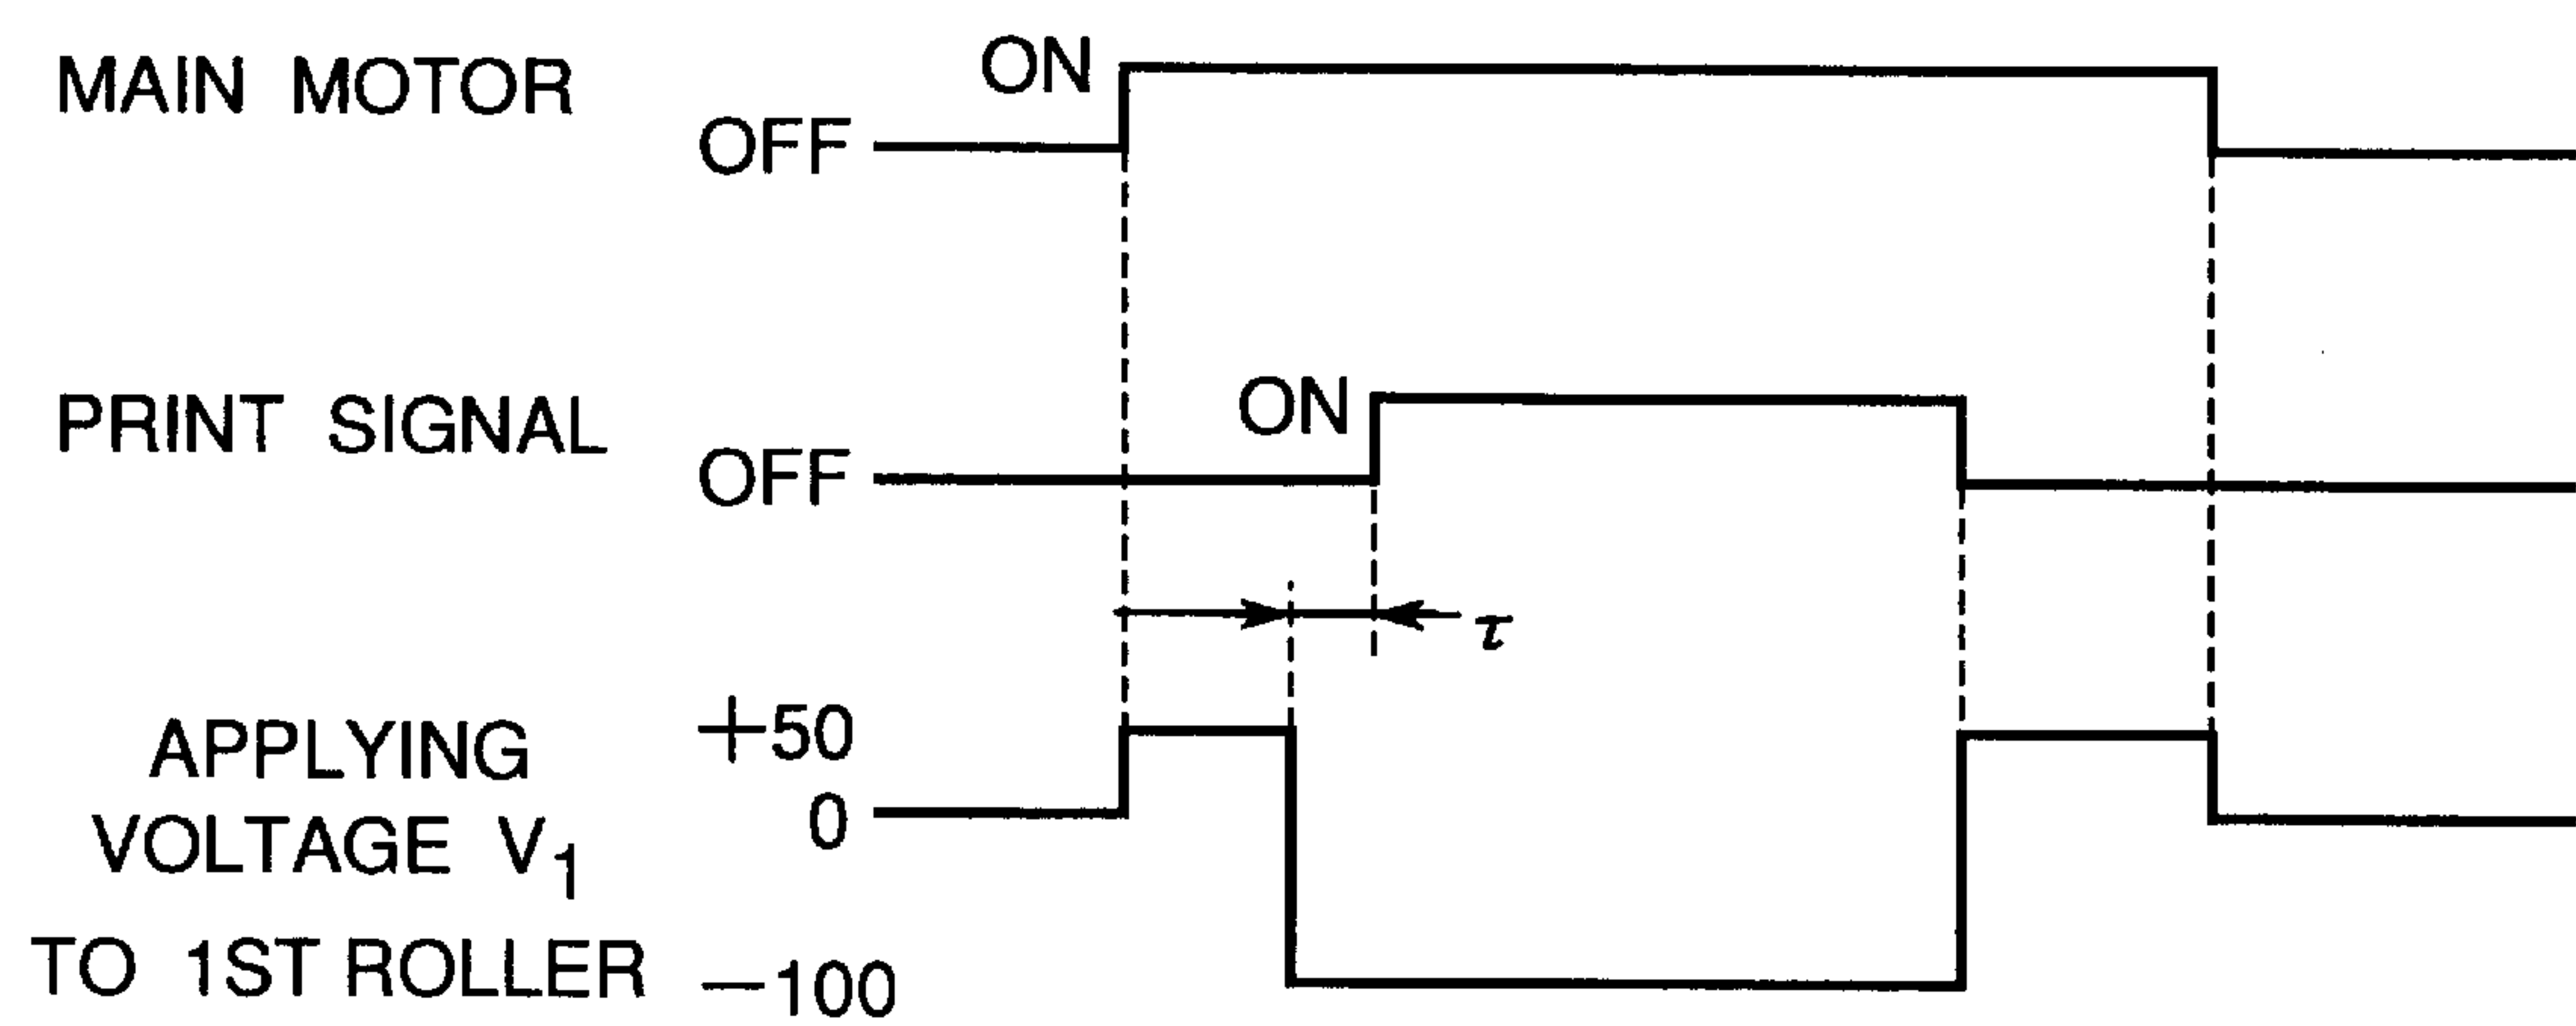 MAIN MOTOR
ON
OFF
PRINT SIGNAL
ON
OFF
τ
APPLYING
VOLTAGE V1
TO 1ST ROLLER
+50
0
−100